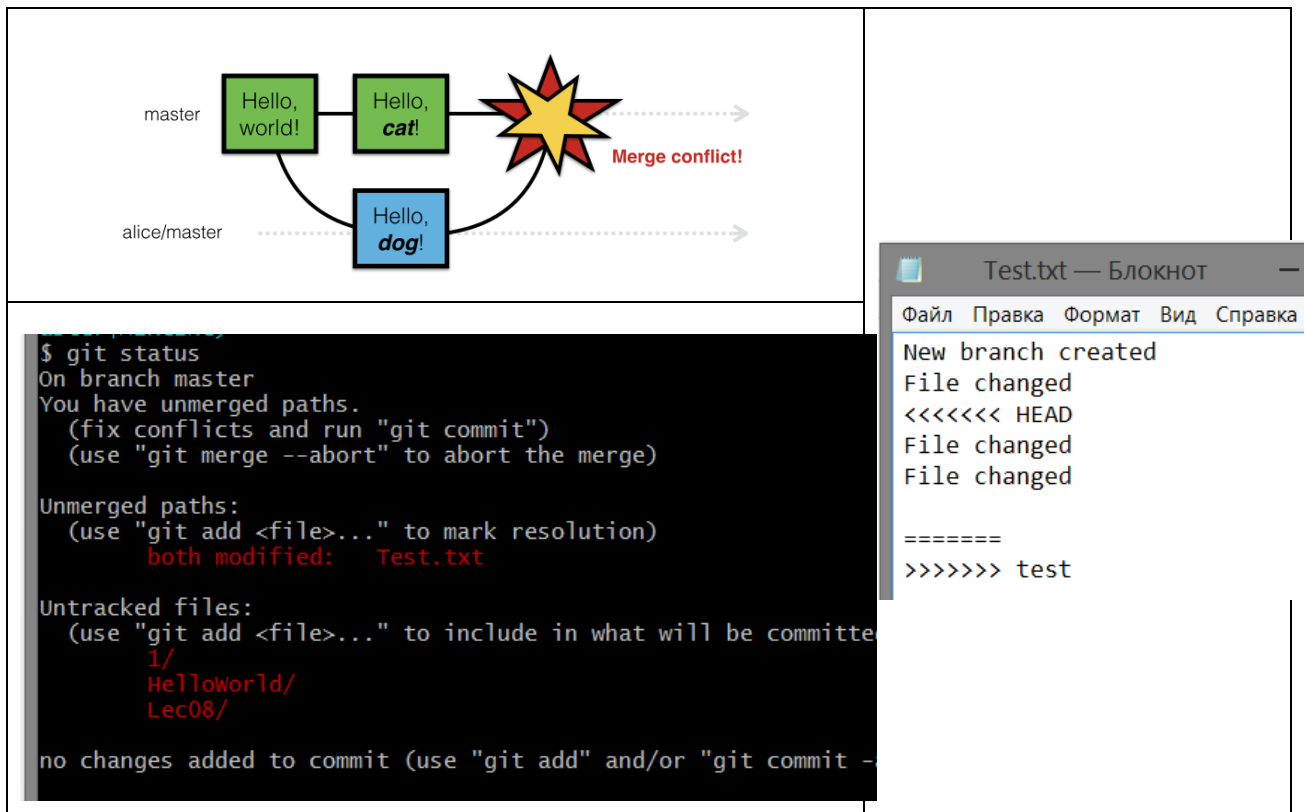 master
Hello,
world!
Hello,
cat!
Merge conflict!
alice/master
Hello,
dog!
$ git status
On branch master
You have unmerged paths.
  (fix conflicts and run "git commit")
  (use "git merge --abort" to abort the merge)
Unmerged paths:
  (use "git add <file>..." to mark resolution)
        both modified:   Test.txt
Untracked files:
  (use "git add <file>..." to include in what will be committe
        1/
        HelloWorld/
        Lec08/
no changes added to commit (use "git add" and/or "git commit -a
Test.txt — Блокнот
Файл Правка Формат Вид Справка
New branch created
File changed
<<<<<<< HEAD
File changed
File changed
=======
>>>>>>> test